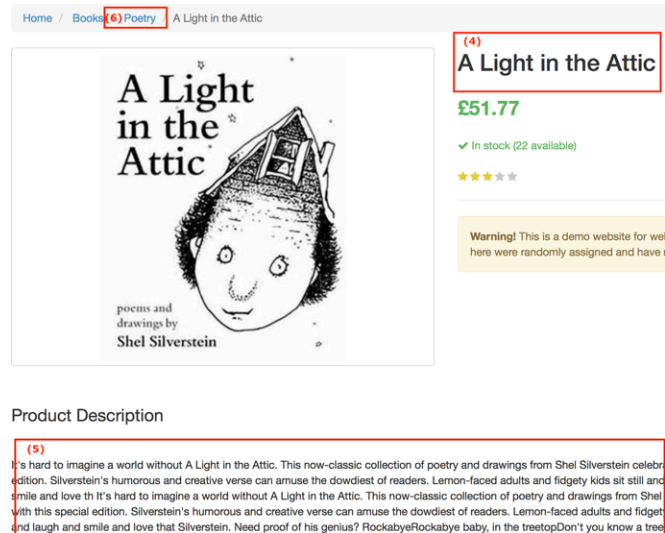 Home / Books (6) Poetry / A Light in the Attic
A Light
in the
Attic
poems and
drawings by
Shel Silverstein
(4)
A Light in the Attic
£51.77
In stock (22 available)
Warning! This is a demo website for
here were randomly assigned and have
Product Description
(5)
It's hard to imagine a world without A Light in the Attic. This now-classic collection of poetry and drawings from Shel Silverstein
edition. Silverstein's humorous and creative verse can amuse the dowdiest of readers. Lemon-faced adults and fidgety kids sit still and
smile and love th It's hard to imagine a world without A Light in the Attic. This now-classic collection of poetry and drawings from Shel
with this special edition. Silverstein's humorous and creative verse can amuse the dowdiest of readers. Lemon-faced adults and
and laugh and smile and love that Silverstein. Need proof of his genius? RockabyeRockabye baby, in the treetopDon't you know a tree